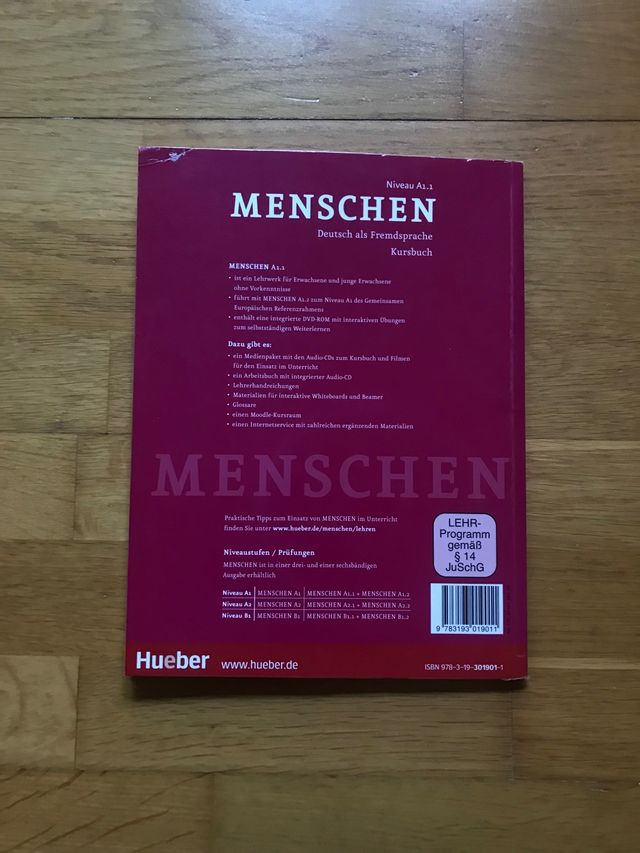 Niveau A1.1
MENSCHEN
Deutsch als Fremdsprache
Kursbuch
MENSCHEN A1.1
• ist ein Lehrwerk für Erwachsene und junge Erwachsene
ohne Vorkenntnisse
• führt mit MENSCHEN A1.2 zum Niveau A1 des Gemeinsamen
Europäischen Referenzrahmens
• enthält eine integrierte DVD-ROM mit interaktiven Übungen
zum selbstständigen Weiterlernen
Dazu gibt es:
• ein Medienpaket mit den Audio-CDs zum Kursbuch und Filmen
für den Einsatz im Unterricht
• ein Arbeitsbuch mit integrierter Audio-CD
• Lehrerhandreichungen
• Materialien für interaktive Whiteboards und Beamer
• Glossare
• einen Moodle-Kursraum
• einen Internetservice mit zahlreichen ergänzenden Materialien
MENSCHEN
Praktische Tipps zum Einsatz von MENSCHEN im Unterricht
finden Sie unter www.hueber.de/menschen/lehren
LEHR-
Programm
gemäß
§ 14
JuSchG
Niveaustufen / Prüfungen
MENSCHEN ist in einer drei- und einer sechsbändigen
Ausgabe erhältlich
Niveau A1 MENSCHEN A1 MENSCHEN A1.1 + MENSCHEN A1.2
Niveau A2 MENSCHEN A2 MENSCHEN A2.1 + MENSCHEN A2.2
Niveau B1 MENSCHEN B1 MENSCHEN B1.1 + MENSCHEN B1.2
9 783193 019011
Hueber www.hueber.de
ISBN 978-3-19-301901-1